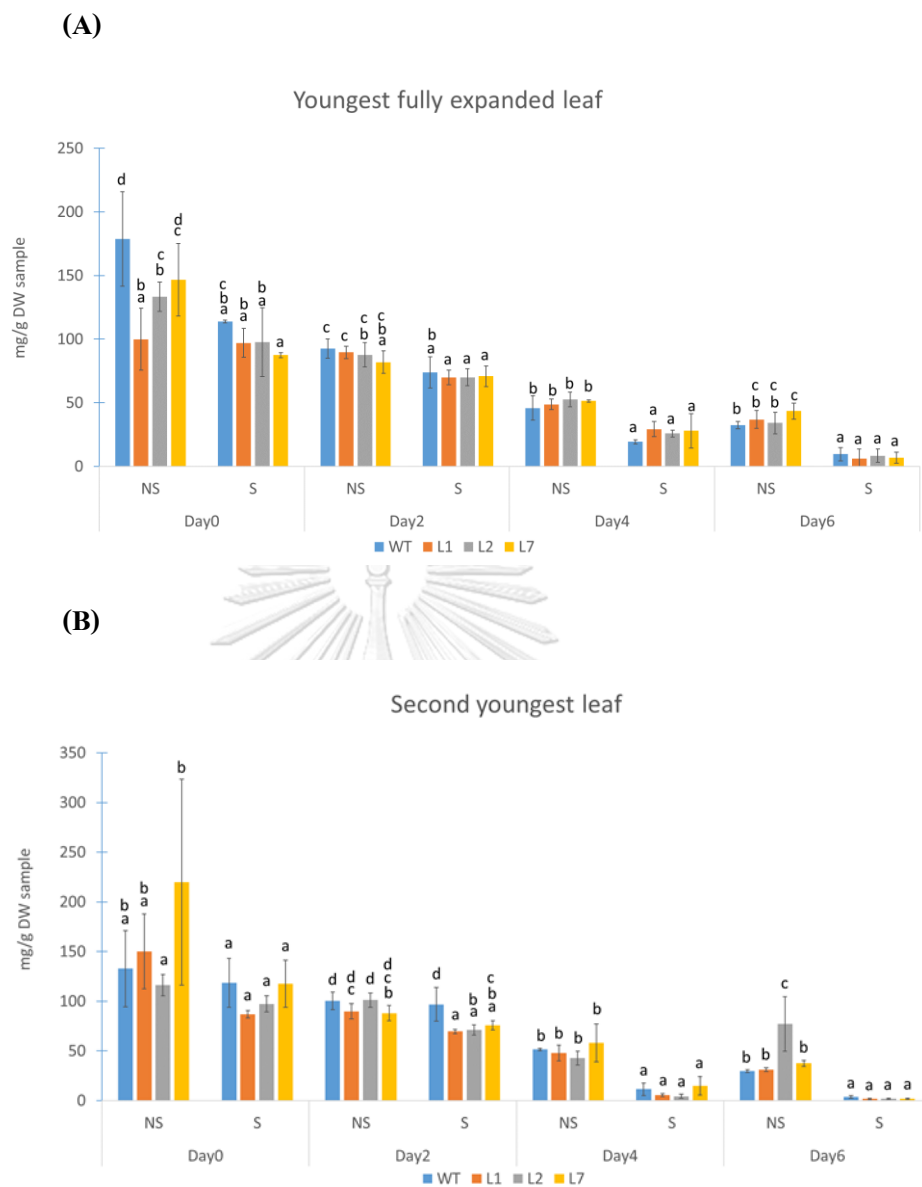 (A)
Youngest fully expanded leaf
mg/g DW sample
250
200
150
100
50
0
d
b
a
c
b
d
c
c
b
a
b
a
b
a
a
c
c
c
b
c
b
a
b
a
a
a
a
b
b
b
b
a
a
a
a
b
c
b
c
b
c
a
a
a
a
NS S NS S NS S NS S
Day0 Day2 Day4 Day6
WT L1 L2 L7
(B)
Second youngest leaf
mg/g DW sample
350
300
250
200
150
100
50
0
b
a
b
a
a
b
a
a
a
a
d
d
c
d
d
c
b
d
a
b
a
c
b
a
b
b
b
b
a
a
a
a
b
b
c
b
a
a
a
a
NS S NS S NS S NS S
Day0 Day2 Day4 Day6
WT L1 L2 L7